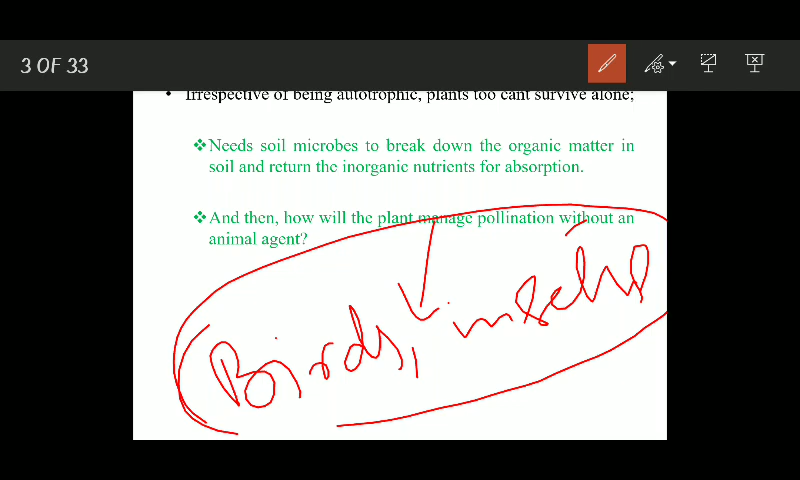 3 OF 33
• Irrespective of being autotrophic, plants too cant survive alone;
❖Needs soil microbes to break down the organic matter in
soil and return the inorganic nutrients for absorption.
❖And then, how will the plant manage pollination without an
animal agent?
Birds, insects